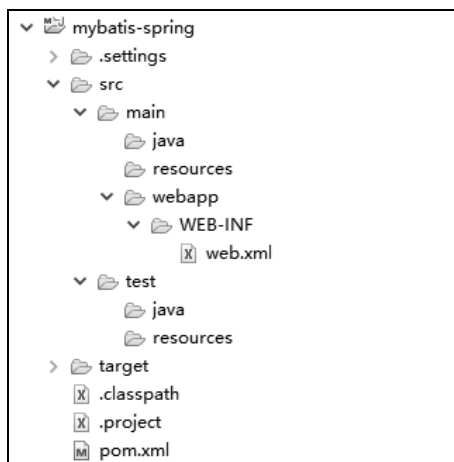 mybatis-spring
.settings
src
main
java
resources
webapp
WEB-INF
web.xml
test
java
resources
target
.classpath
.project
pom.xml